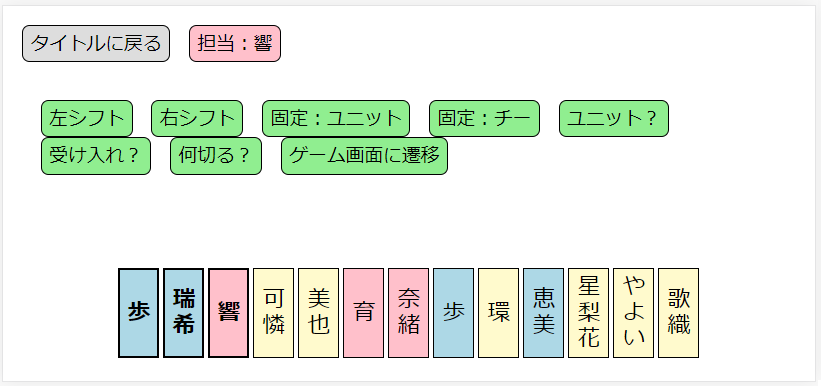 タイトルに戻る 担当：響
左シフト 右シフト 固定：ユニット 固定：チー ユニット？
受け入れ？ 何切る？ ゲーム画面に遷移
歩 瑞希 響 可憐 美也 育 奈緒 歩 環 恵美 星梨花 やよい 歌織